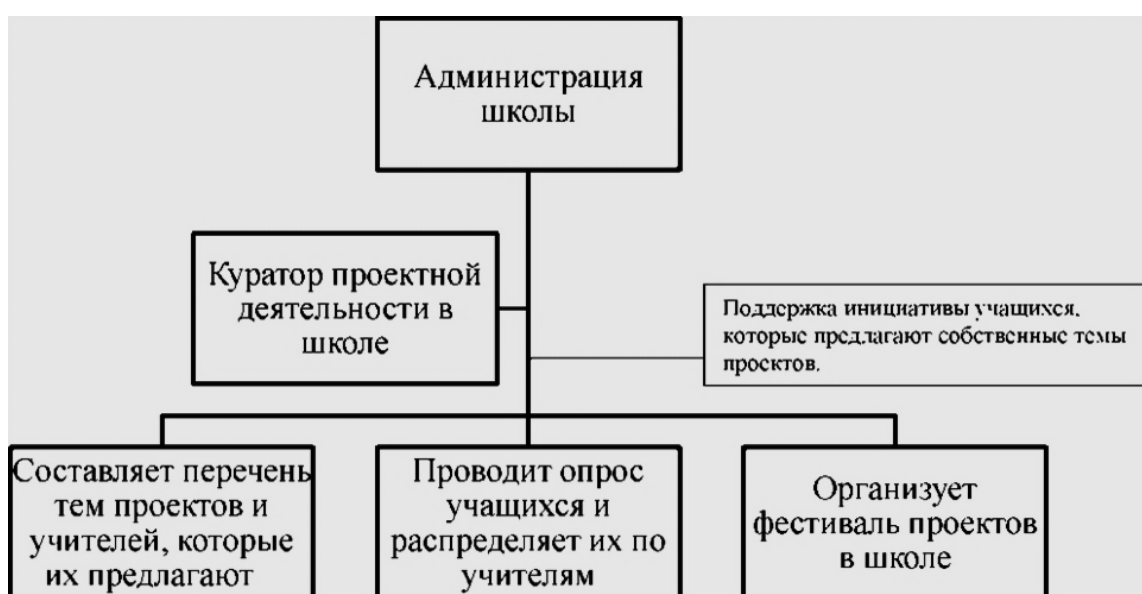 Администрация
школы
Куратор проектной
деятельности в
школе
Поддержка инициативы учащихся,
которые предлагают собственные темы
проектов.
Составляет перечень
тем проектов и
учителей, которые
их предлагают
Проводит опрос
учащихся и
распределяет их по
учителям
Организует
фестиваль проектов
в школе